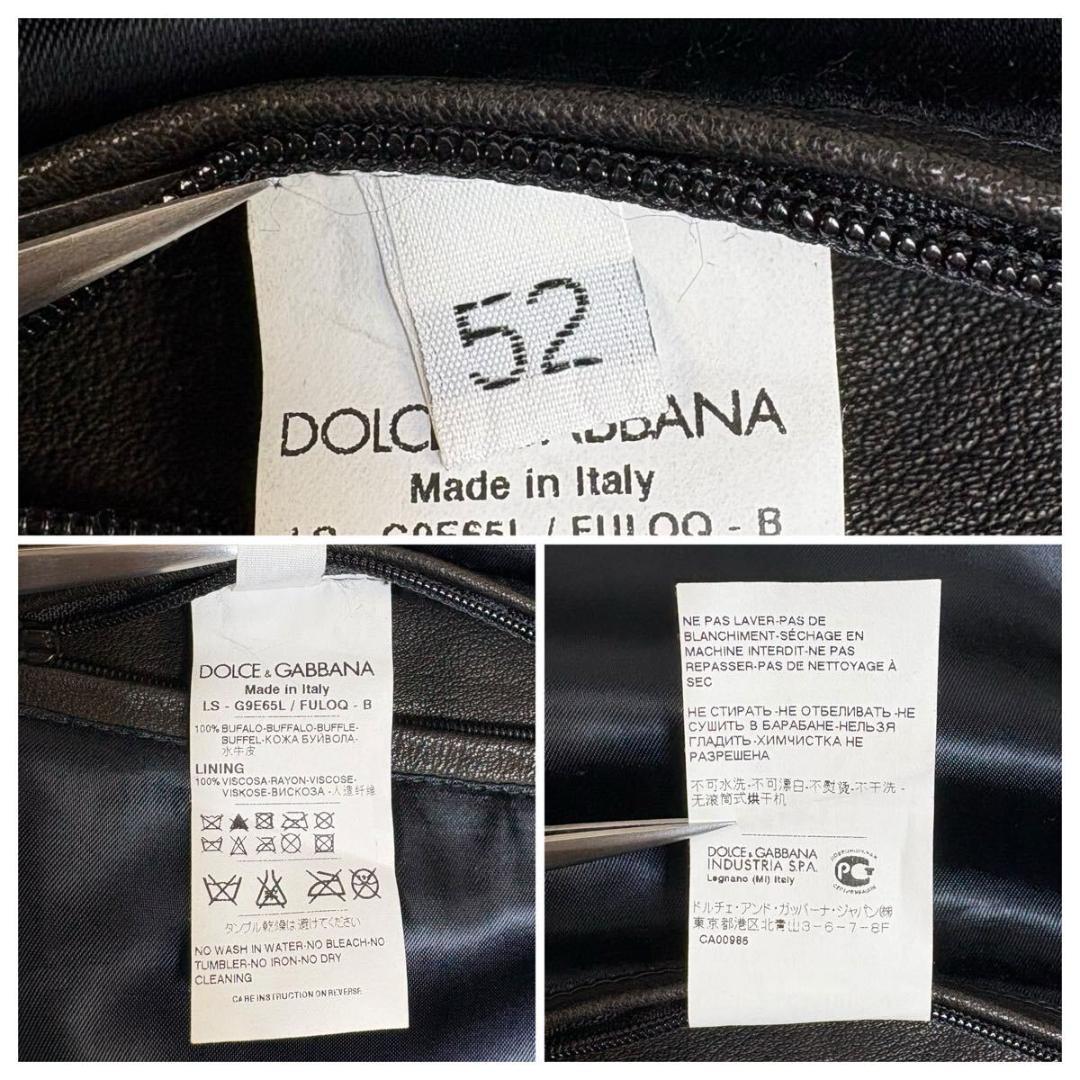 52
DOLC ABBANA
Made in Italy
LS - G9E65L / FULOQ - B
DOLCE & GABBANA
Made in Italy
LS - G9E65L / FULOQ - B
100% BUFALO-BUFFALO-BUFFLE-
BUFFEL-КОЖА БУЙВОЛА-
水牛皮
LINING
100% VISCOSA-RAYON-VISCOSE-
VISKOSE-ВИСКОЗА-人造纤维
タンブル乾燥は避けてください
NO WASH IN WATER-NO BLEACH-NO
TUMBLER-NO IRON-NO DRY
CLEANING
CARE INSTRUCTION ON REVERSE
NE PAS LAVER-PAS DE
BLANCHIMENT-SÉCHAGE EN
MACHINE INTERDIT-NE PAS
REPASSER-PAS DE NETTOYAGE À
SEC
НЕ СТИРАТЬ-НЕ ОТБЕЛИВАТЬ-НЕ
СУШИТЬ В БАРАБАНЕ-НЕЛЬЗЯ
ГЛАДИТЬ-ХИМЧИСТКА НЕ
РАЗРЕШЕНА
不可水洗-不可漂白-不熨烫-不干洗-
无滚筒式烘干机
DOLCE & GABBANA
INDUSTRIA S.P.A.
Legnano (MI) Italy
РСТ
ドルチェ・アンド・ガッバーナ・ジャパン㈱
東京都港区北青山3-6-7-8F
CA00986